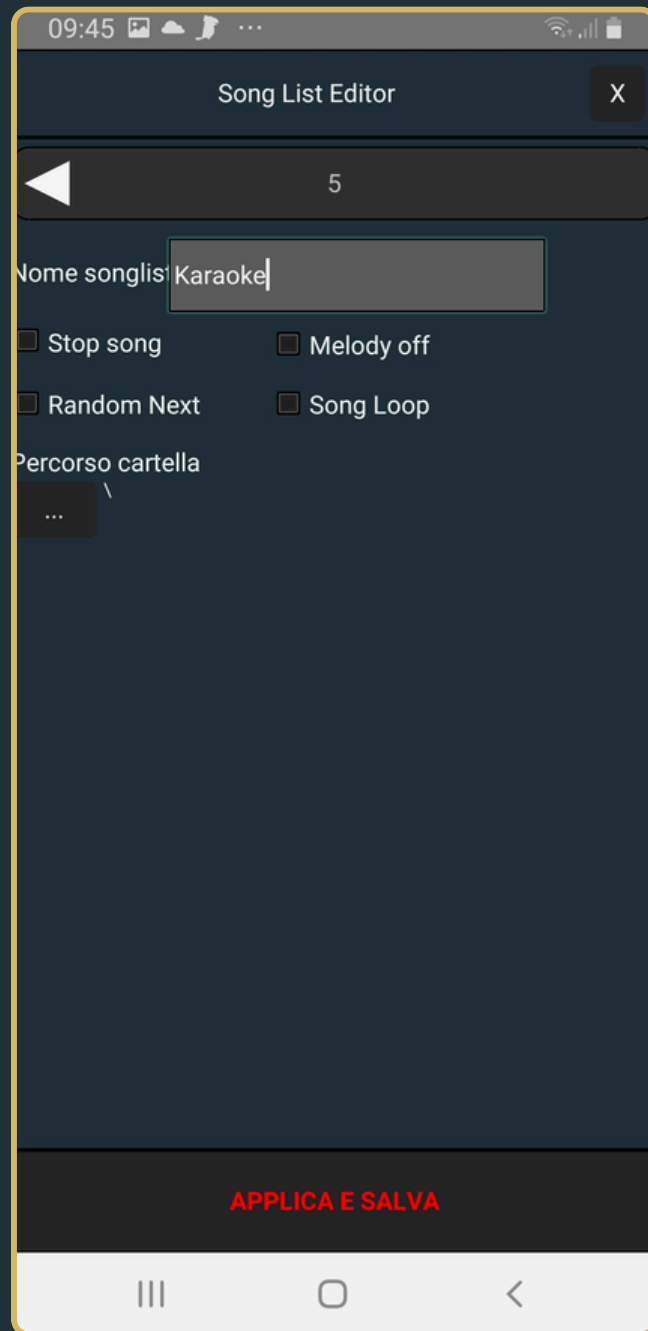 09:45 ...
Song List Editor X
5
Nome songlist Karaoke
Stop song Melody off
Random Next Song Loop
Percorso cartella
... \
APPLICA E SALVA